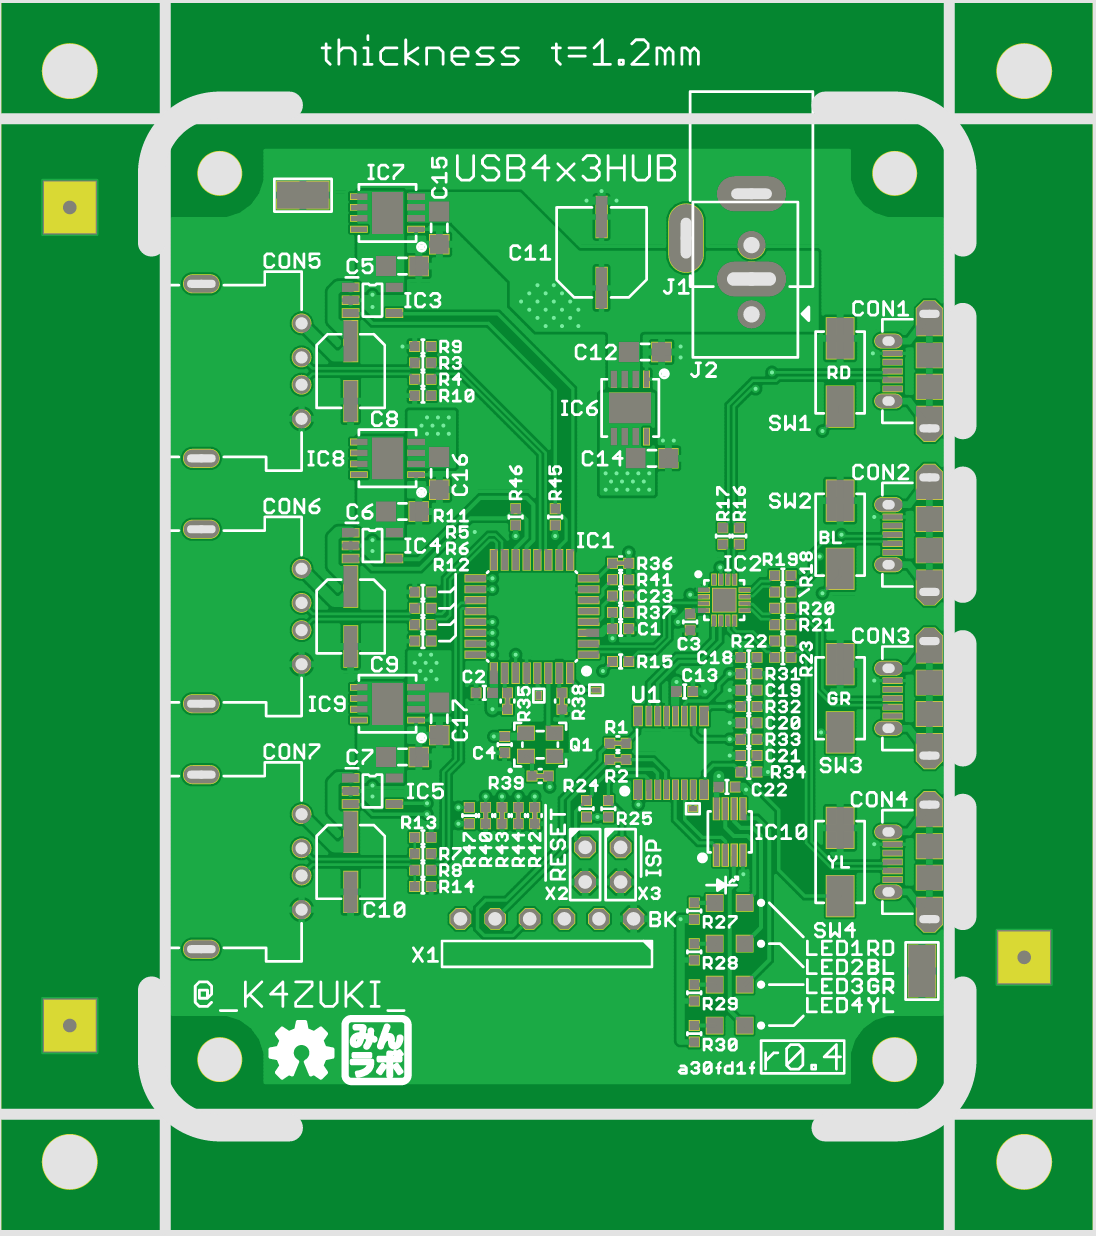 thickness t=1.2mm
USB4x3HUB
IC7
C15
CON5
C5
IC3
C11
J1
J2
C12
IC6
C14
R9
R3
R4
R10
C8
IC8
C16
CON1
RD
SW1
CON2
SW2
BL
CON6
C6
IC4
R11
R5
R6
R12
R46
R45
IC1
R17
R16
IC2
R19
R18
R36
R41
C23
R37
C1
R15
C3
R20
R21
R22
R23
C18
R31
C19
R32
C20
R33
C21
R34
C13
CON3
GR
SW3
C9
IC9
C17
C2
R35
R38
U1
R1
R2
C4
Q1
R39
CON7
C7
IC5
R13
R7
R8
R14
C10
R47
R40
R43
R44
R42
R24
R25
RESET
ISP
X2
X3
C22
IC10
CON4
YL
SW4
BK
X1
R27
R28
R29
R30
LED1RD
LED2BL
LED3GR
LED4YL
@_K4ZUKI_
みん
ラボ
a30fd1f
r0.4